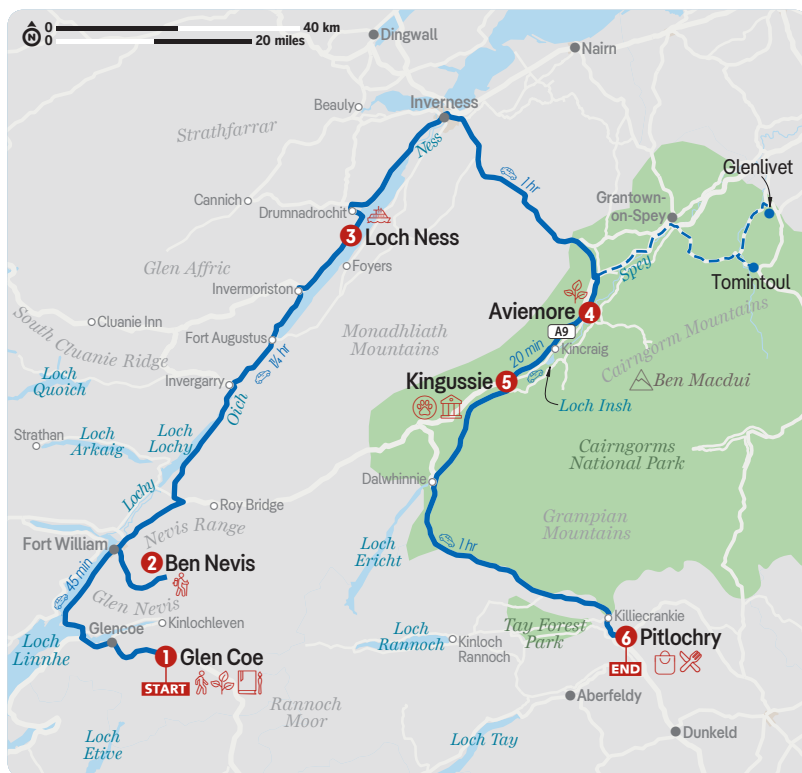 0
40 km
N
0
20 miles
Dingwall
Nairn
Beauly
Inverness
Strathfarrar
Ness
1 hr
Glenlivet
Cannich
Drumnadrochit
Grantown-
on-Spey
3 Loch Ness
Glen Affric
Foyers
Spey
Tomintoul
Invermoriston
Aviemore 4
Cluanie Inn
South Cluanie Ridge
Fort Augustus
Monadhliath
Mountains
A9
Kincraig
Cairngorm Mountains
1¼ hr
20 min
Loch
Quoich
Invergarry
Oich
Kingussie 5
Ben Macdui
Loch Insh
Strathan
Loch
Arkaig
Loch
Lochy
Cairngorms
National Park
Dalwhinnie
Lochy
Roy Bridge
Grampian
Mountains
Nevis Range
Fort William
Loch
Ericht
1 hr
2 Ben Nevis
45 min
Glen Nevis
Kinlochleven
Killiecrankie
Glencoe
Tay Forest
Park
Loch
Linnhe
Loch
Rannoch
Kinloch
Rannoch
6 Pitlochry
1 Glen Coe
END
START
Rannoch
Moor
Aberfeldy
Loch
Etive
Loch Tay
Dunkeld